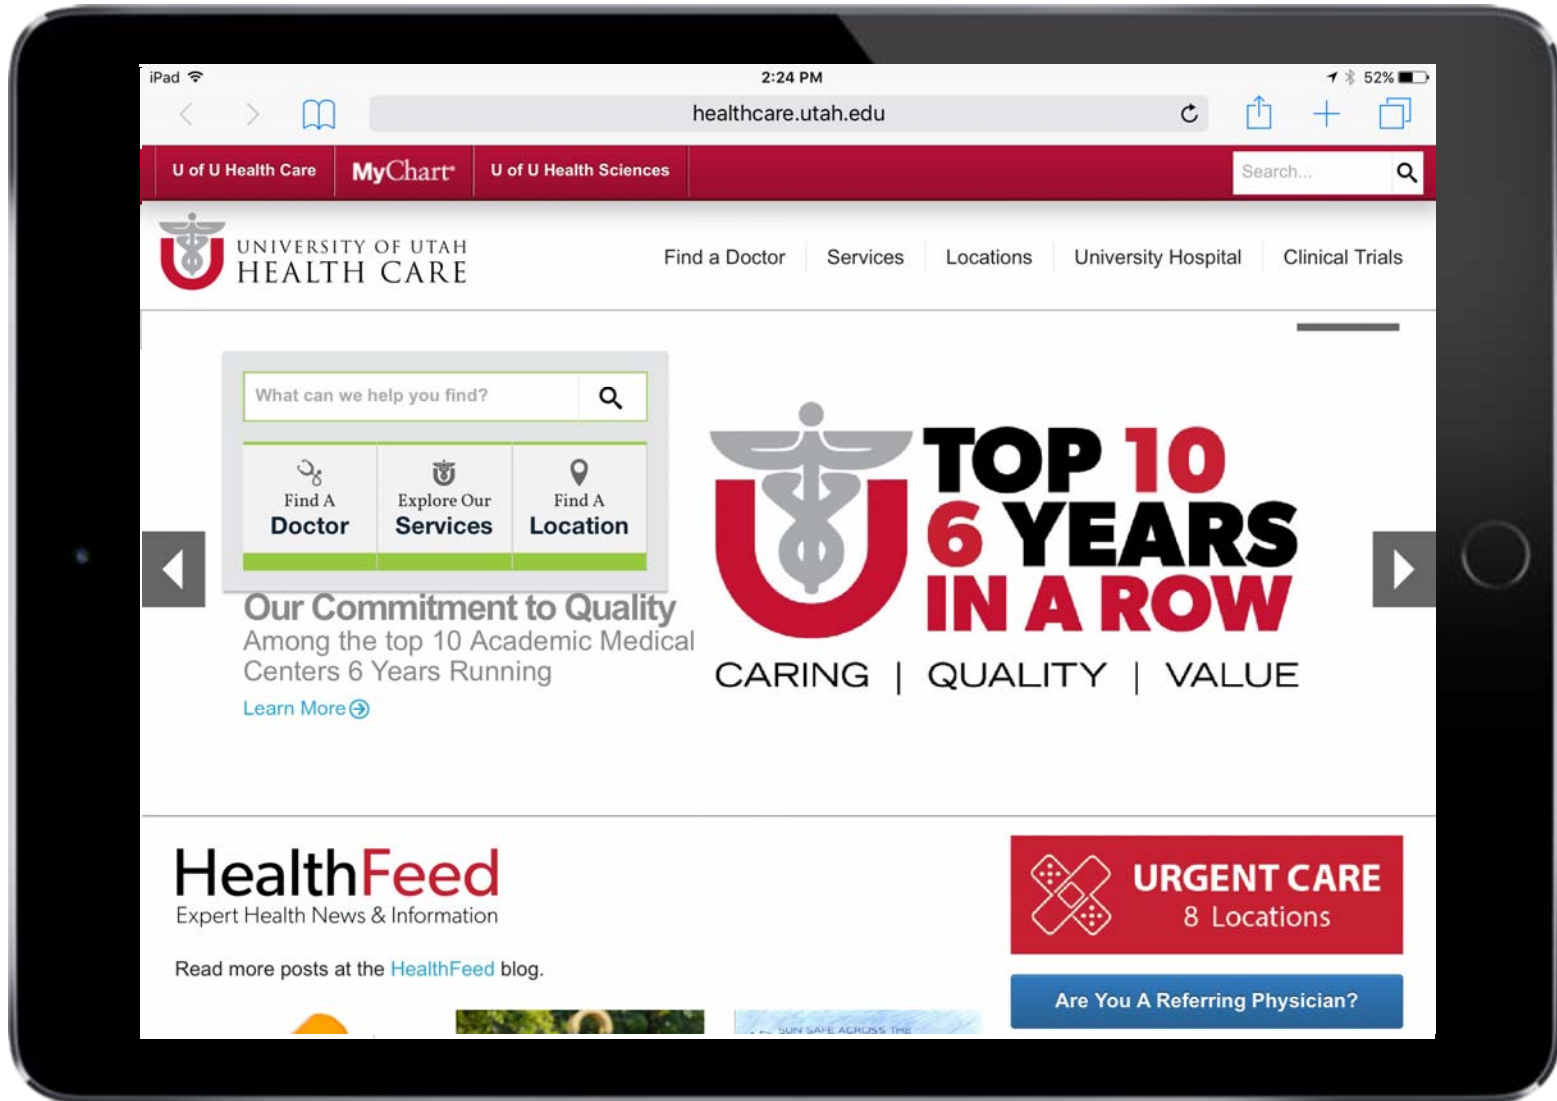 iPad
2:24 PM
52%
healthcare.utah.edu
U of U Health Care
MyChart®
U of U Health Sciences
Search...
UNIVERSITY OF UTAH
HEALTH CARE
Find a Doctor
Services
Locations
University Hospital
Clinical Trials
What can we help you find?
Find A
Doctor
Explore Our
Services
Find A
Location
Our Commitment to Quality
Among the top 10 Academic Medical
Centers 6 Years Running
Learn More
TOP 10
6 YEARS
IN A ROW
CARING | QUALITY | VALUE
HealthFeed
Expert Health News & Information
Read more posts at the HealthFeed blog.
URGENT CARE
8 Locations
Are You A Referring Physician?
SUN SAFE ACROSS THE